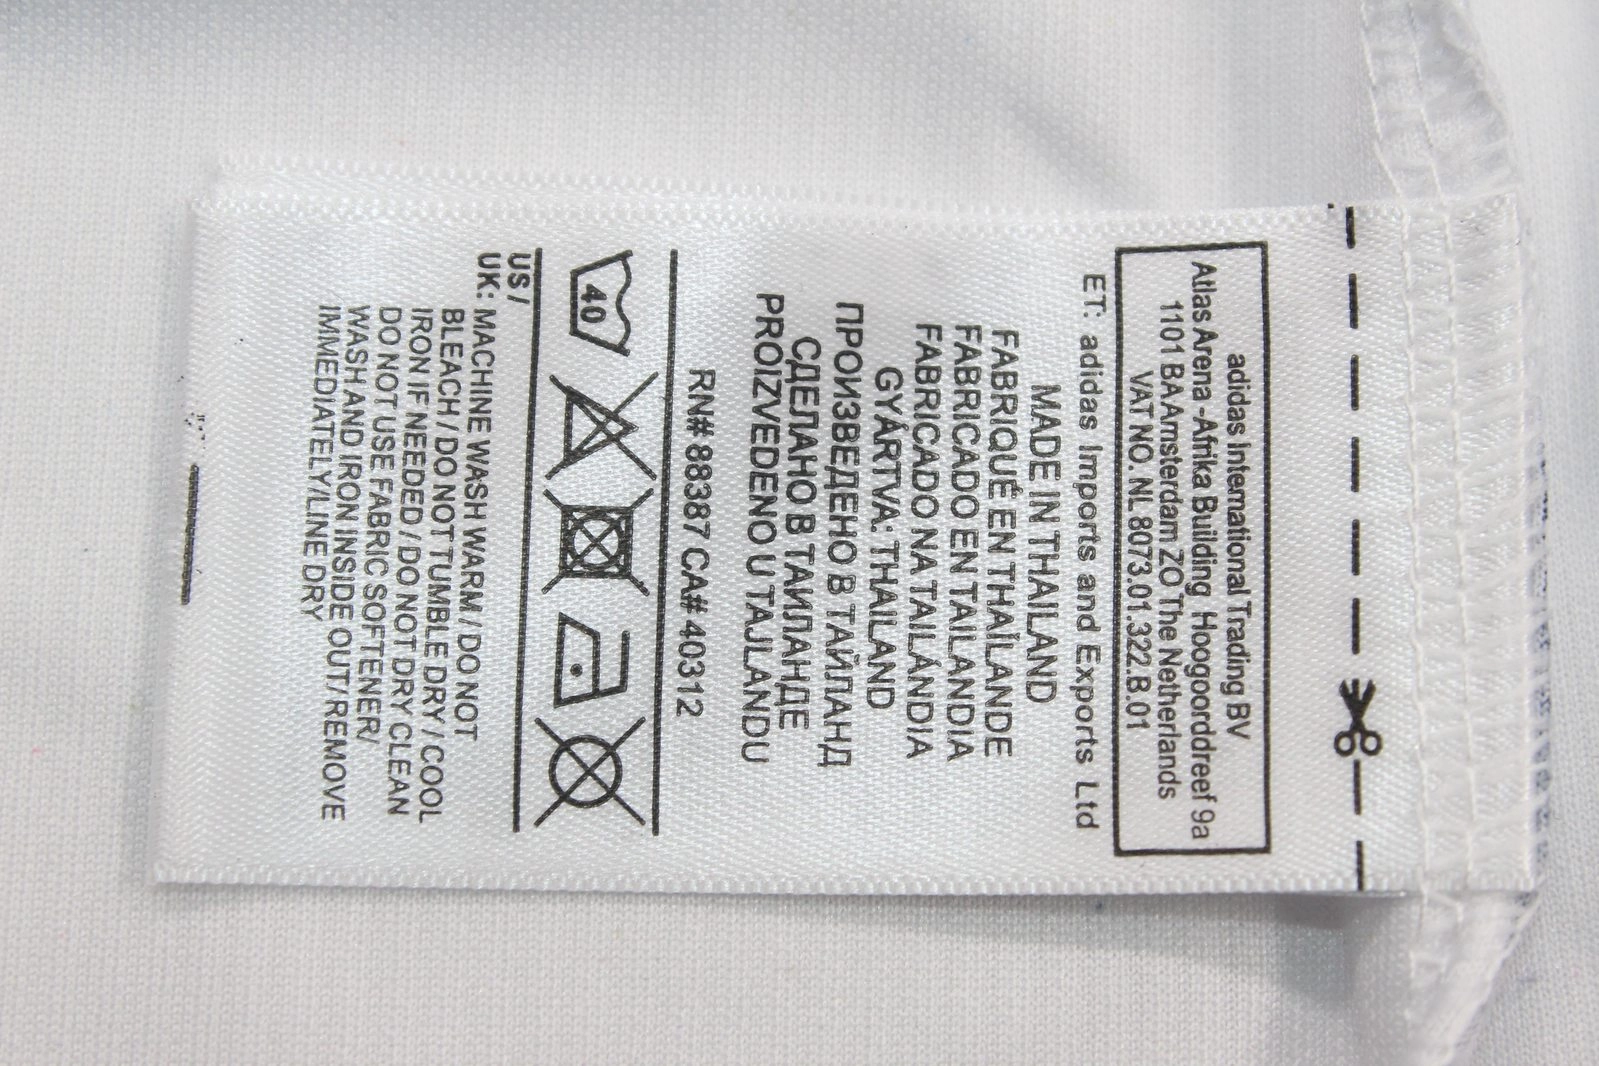 adidas International Trading BV
Atlas Arena -Afrika Building, Hoogoorddreef 9a
1101 BA Amsterdam ZO The Netherlands
VAT NO. NL 8073.01.322.B.01
ET: adidas Imports and Exports Ltd
MADE IN THAILAND
FABRIQUÉ EN THAÏLANDE
FABRICADO EN TAILANDIA
FABRICADO NA TAILÁNDIA
GYÁRTVA: THAILAND
ПРОИЗВЕДЕНО В ТАЙЛАНД
СДЕЛАНО В ТАИЛАНДЕ
PROIZVEDENO U TAJLANDU
RN# 88387 CA# 40312
40
US /
UK: MACHINE WASH WARM / DO NOT
BLEACH / DO NOT TUMBLE DRY / COOL
IRON IF NEEDED / DO NOT DRY CLEAN
DO NOT USE FABRIC SOFTENER/
WASH AND IRON INSIDE OUT/ REMOVE
IMMEDIATELY/LINE DRY